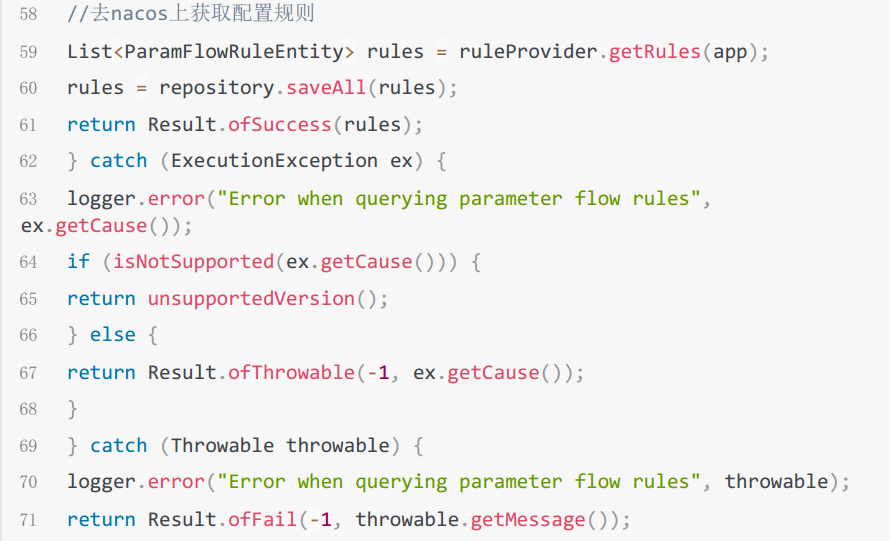 58 //去nacos上获取配置规则
59 List<ParamFlowRuleEntity> rules = ruleProvider.getRules(app);
60 rules = repository.saveAll(rules);
61 return Result.ofSuccess(rules);
62 } catch (ExecutionException ex) {
63 logger.error("Error when querying parameter flow rules",
ex.getCause());
64 if (isNotSupported(ex.getCause())) {
65 return unsupportedVersion();
66 } else {
67 return Result.ofThrowable(-1, ex.getCause());
68 }
69 } catch (Throwable throwable) {
70 logger.error("Error when querying parameter flow rules", throwable);
71 return Result.ofFail(-1, throwable.getMessage());